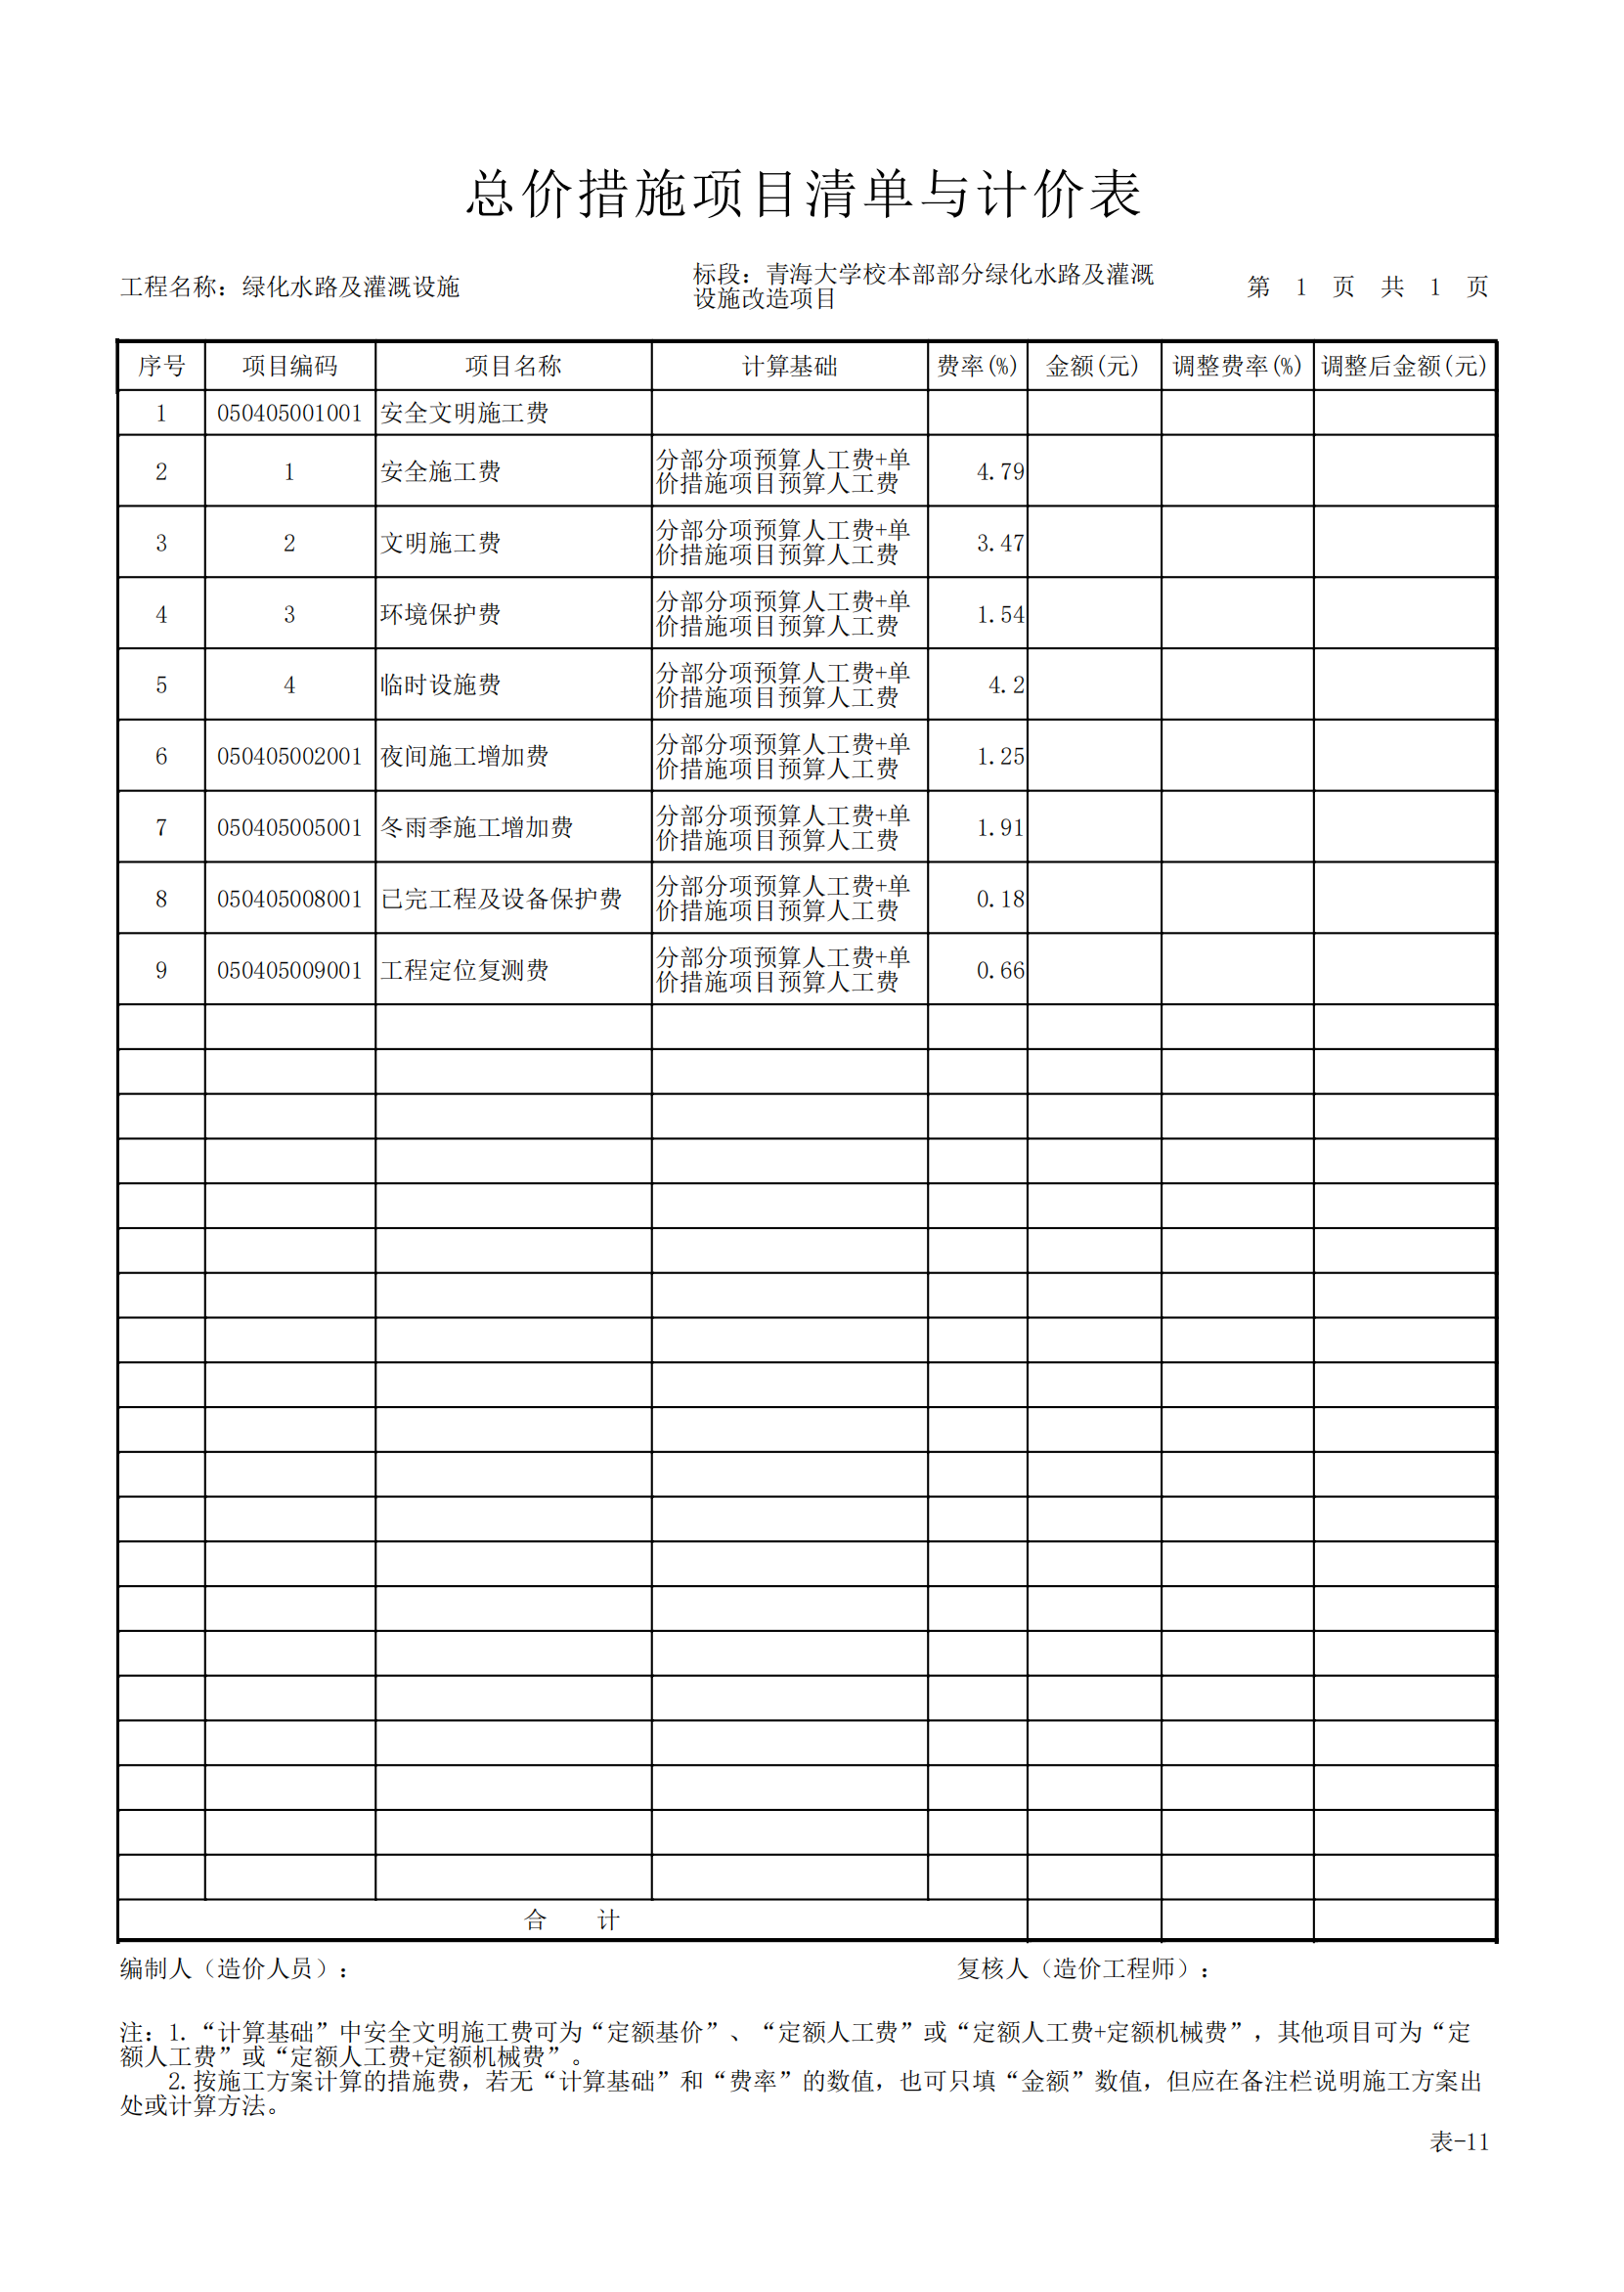 总价措施项目清单与计价表
工程名称：绿化水路及灌溉设施
标段：青海大学校本部部分绿化水路及灌溉
设施改造项目
第 1 页 共 1 页
序号 项目编码 项目名称 计算基础 费率(%) 金额(元) 调整费率(%) 调整后金额(元)
1 050405001001 安全文明施工费
2 1 安全施工费 分部分项预算人工费+单
价措施项目预算人工费 4.79
3 2 文明施工费 分部分项预算人工费+单
价措施项目预算人工费 3.47
4 3 环境保护费 分部分项预算人工费+单
价措施项目预算人工费 1.54
5 4 临时设施费 分部分项预算人工费+单
价措施项目预算人工费 4.2
6 050405002001 夜间施工增加费 分部分项预算人工费+单
价措施项目预算人工费 1.25
7 050405005001 冬雨季施工增加费 分部分项预算人工费+单
价措施项目预算人工费 1.91
8 050405008001 已完工程及设备保护费 分部分项预算人工费+单
价措施项目预算人工费 0.18
9 050405009001 工程定位复测费 分部分项预算人工费+单
价措施项目预算人工费 0.66
合 计
编制人（造价人员）： 复核人（造价工程师）：
注：1.“计算基础”中安全文明施工费可为“定额基价”、“定额人工费”或“定额人工费+定额机械费”，其他项目可为“定
额人工费”或“定额人工费+定额机械费”。
2.按施工方案计算的措施费，若无“计算基础”和“费率”的数值，也可只填“金额”数值，但应在备注栏说明施工方案出
处或计算方法。
表-11